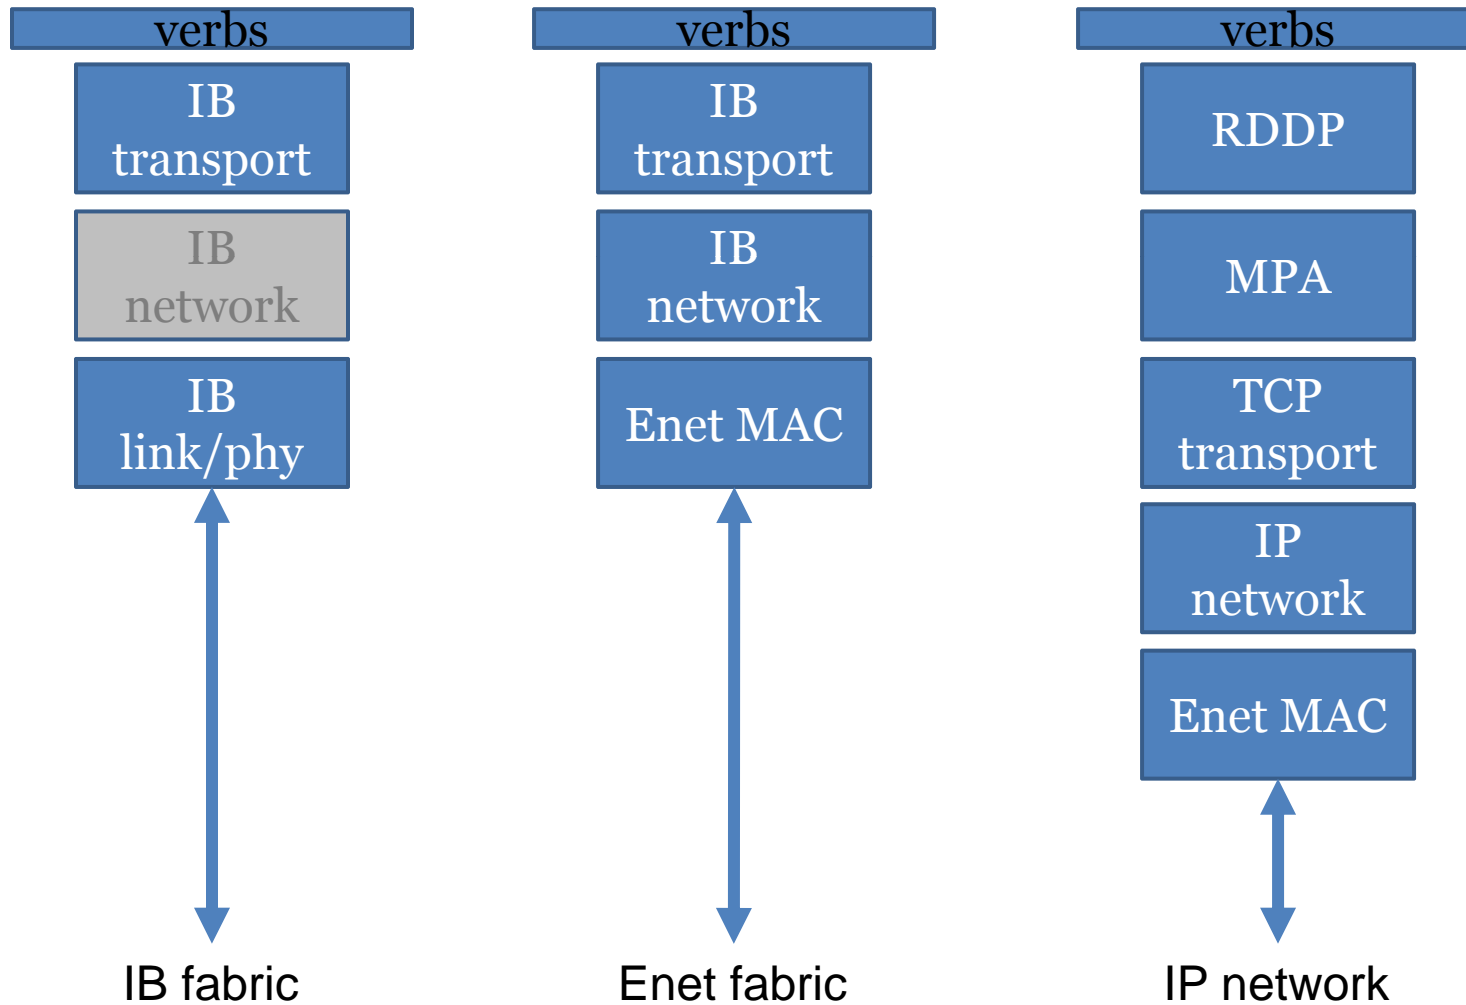 verbs
IB
transport
IB
network
IB
link/phy
IB fabric
verbs
IB
transport
IB
network
Enet MAC
Enet fabric
verbs
RDDP
MPA
TCP
transport
IP
network
Enet MAC
IP network